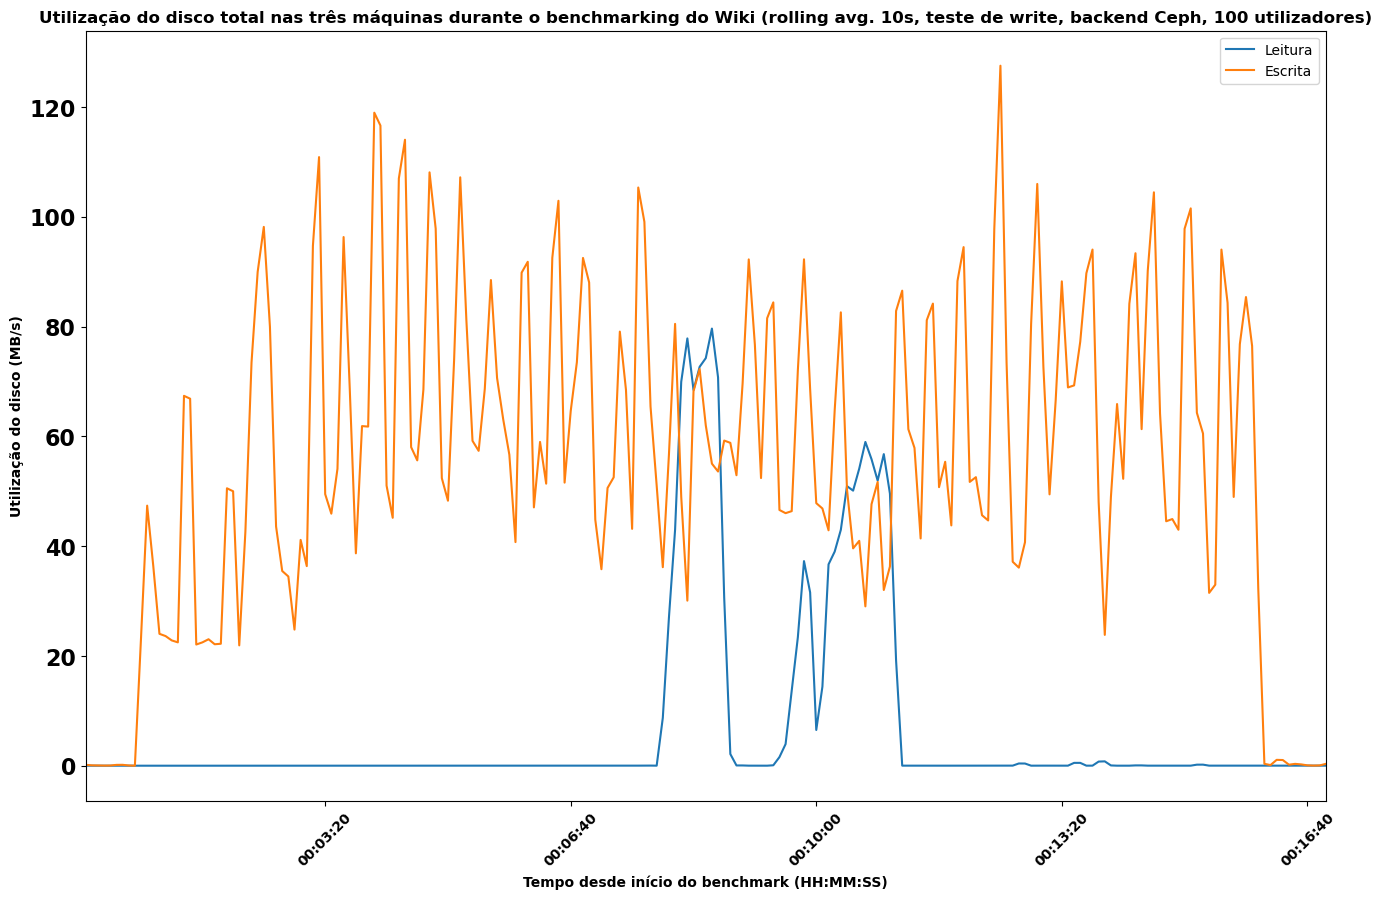 Utilização do disco total nas três máquinas durante o benchmarking do Wiki (rolling avg. 10s, teste de write, backend Ceph, 100 utilizadores)
Leitura
Escrita
Utilização do disco (MB/s)
120
100
80
60
40
20
0
00:03:20
00:06:40
00:10:00
00:13:20
00:16:40
Tempo desde início do benchmark (HH:MM:SS)